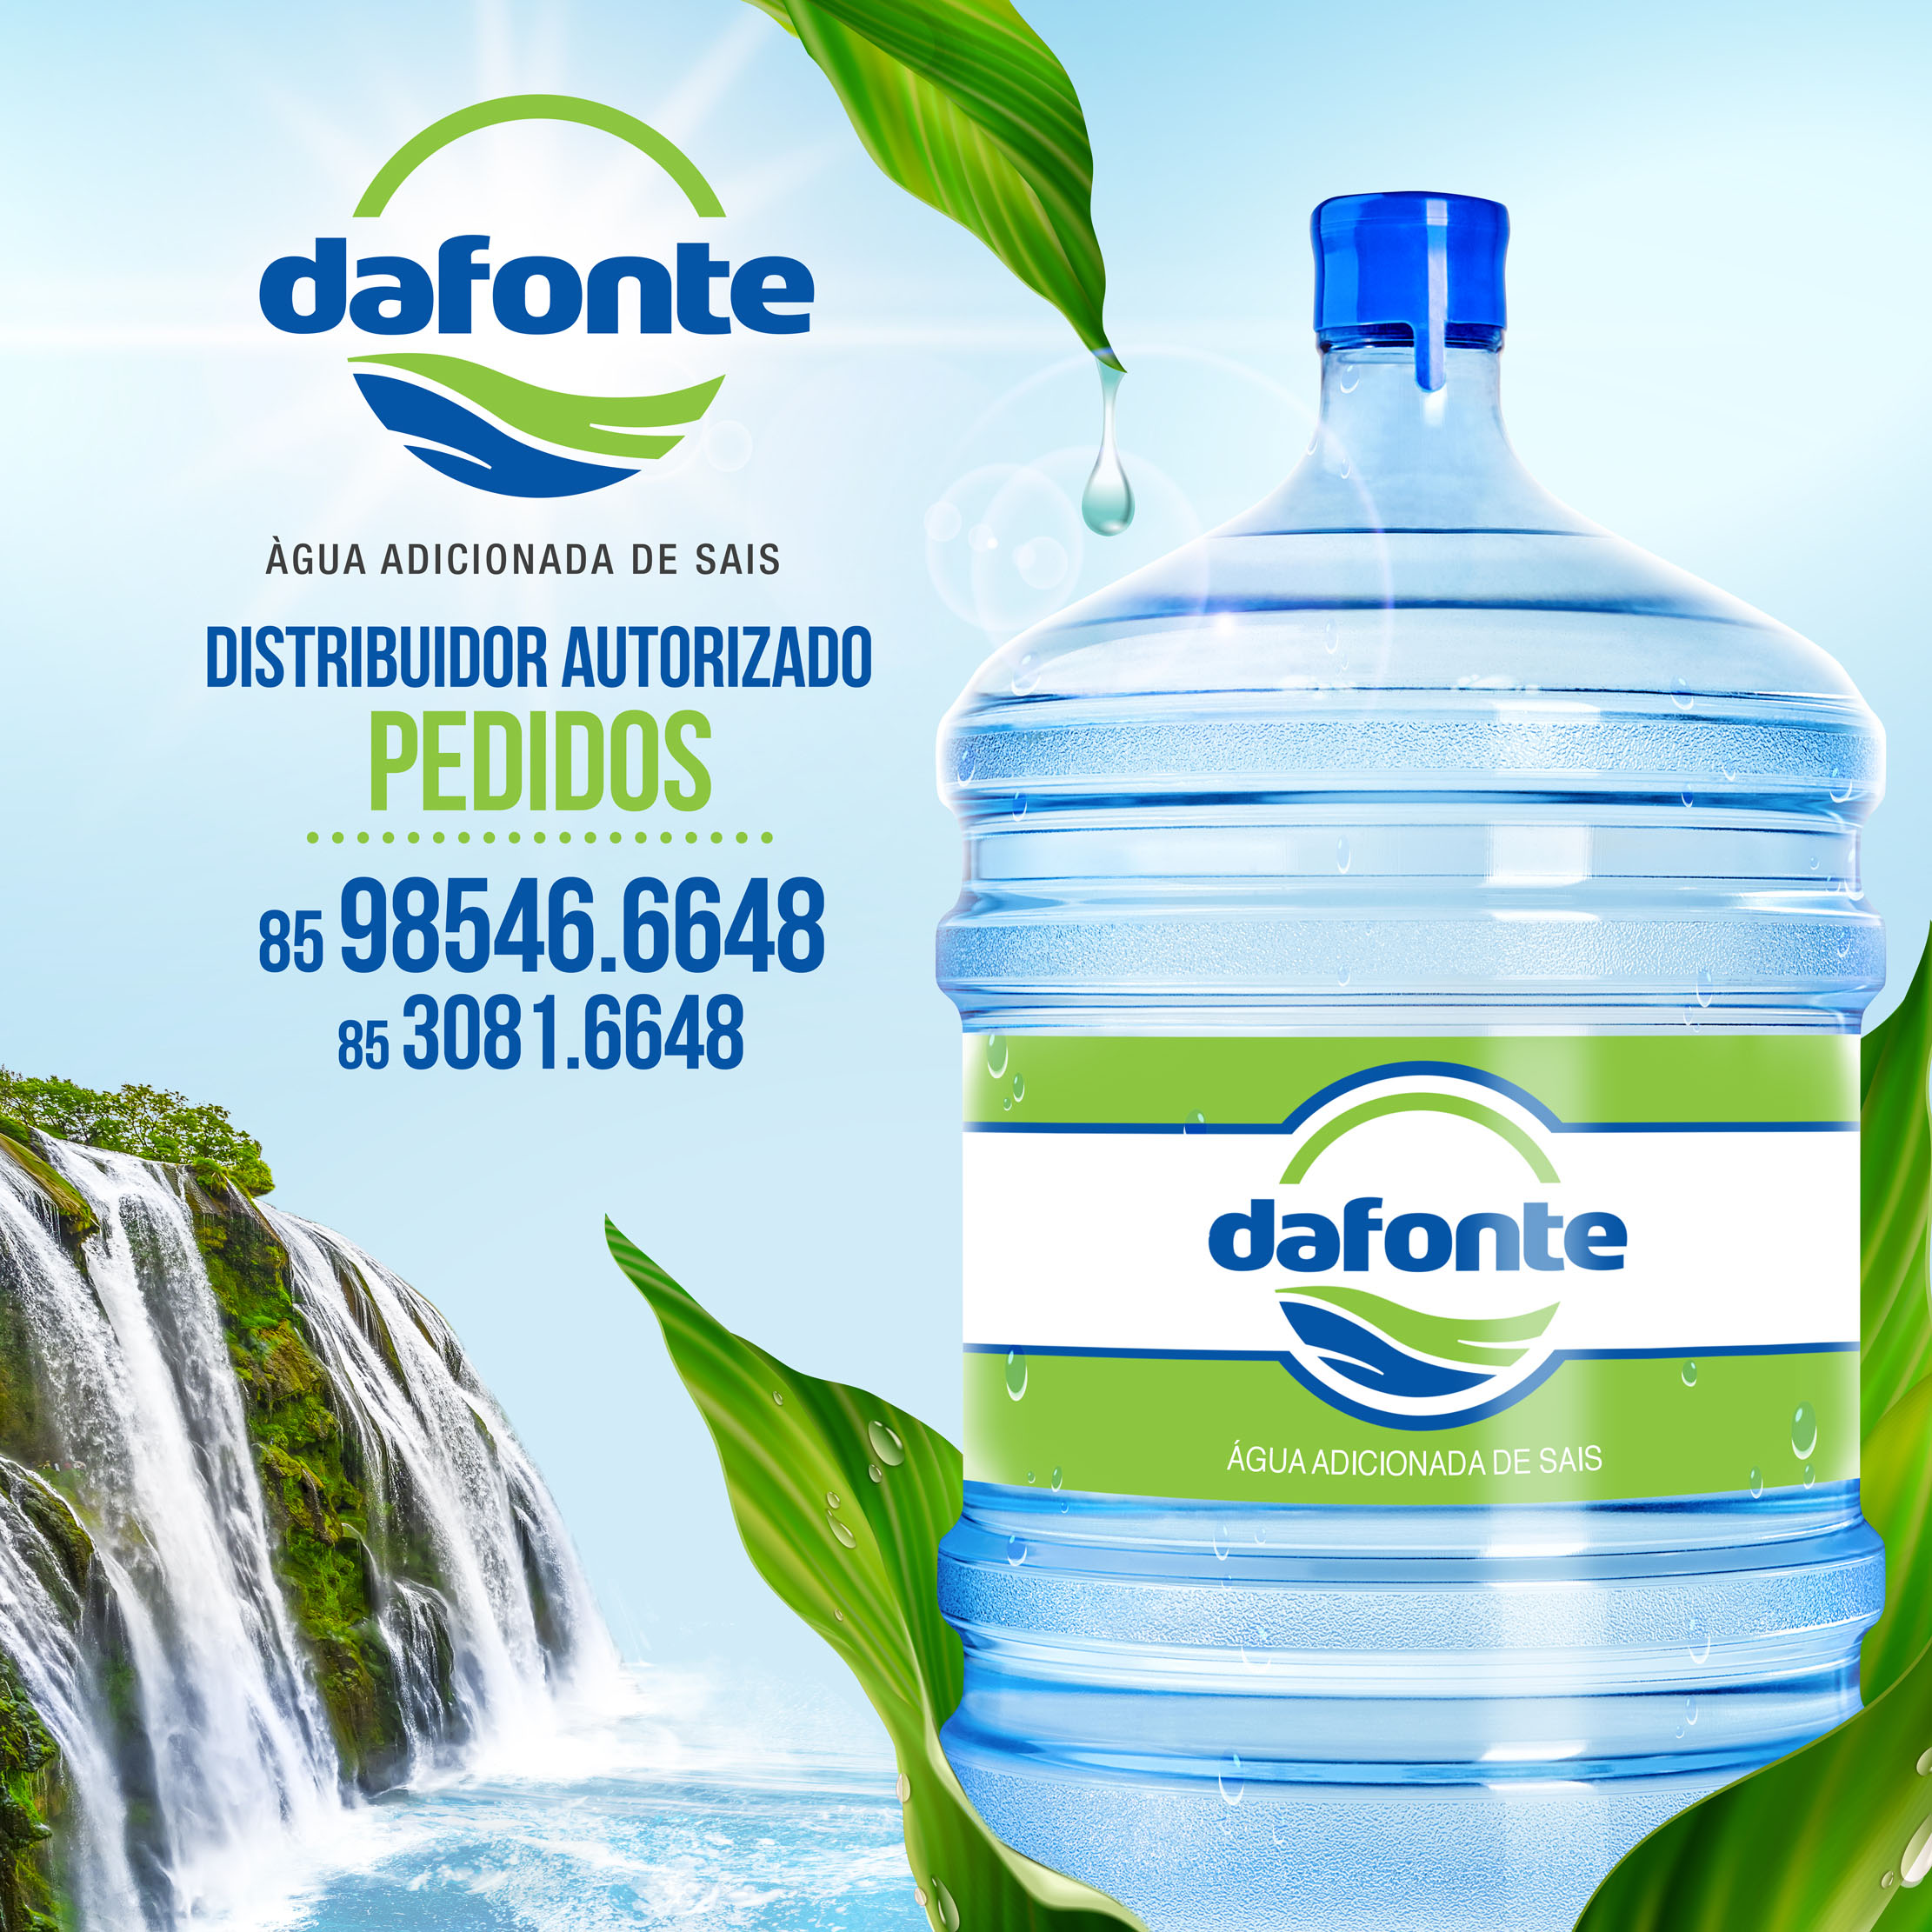 dafonte
ÀGUA ADICIONADA DE SAIS
DISTRIBUIDOR AUTORIZADO
PEDIDOS
85 98546.6648
85 3081.6648
dafonte
ÁGUA ADICIONADA DE SAIS